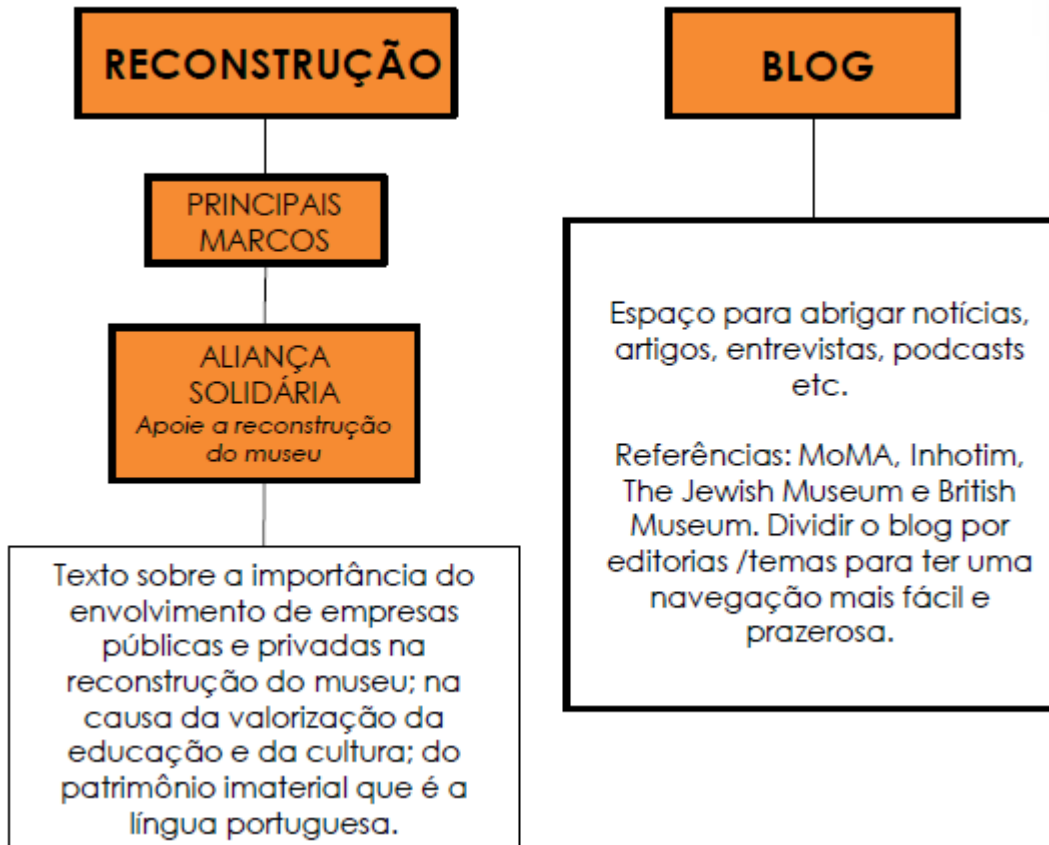 RECONSTRUÇÃO
PRINCIPAIS
MARCOS
ALIANÇA
SOLIDÁRIA
Apoie a reconstrução
do museu
Texto sobre a importância do
envolvimento de empresas
públicas e privadas na
reconstrução do museu; na
causa da valorização da
educação e da cultura; do
patrimônio imaterial que é a
língua portuguesa.
BLOG
Espaço para abrigar notícias,
artigos, entrevistas, podcasts
etc.
Referências: MoMA, Inhotim,
The Jewish Museum e British
Museum. Dividir o blog por
editorias /temas para ter uma
navegação mais fácil e
prazerosa.